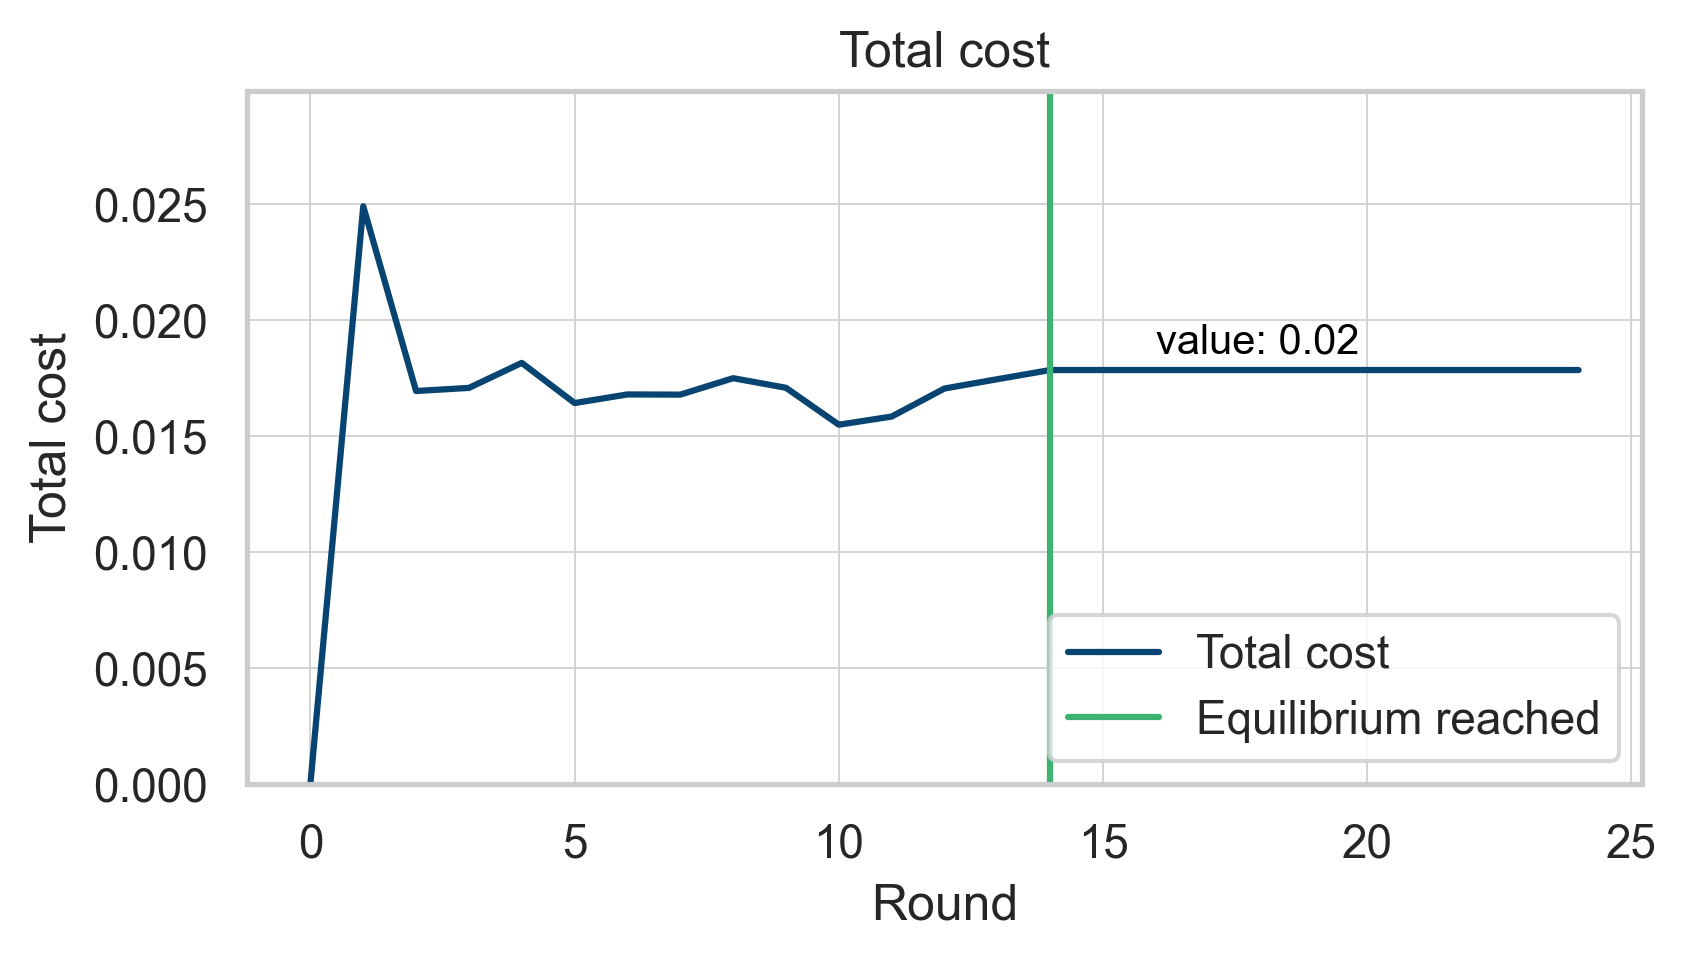 Total cost
0.025
0.020
0.015
0.010
0.005
0.000
Total cost
value: 0.02
Total cost
Equilibrium reached
0 5 10 15 20 25
Round